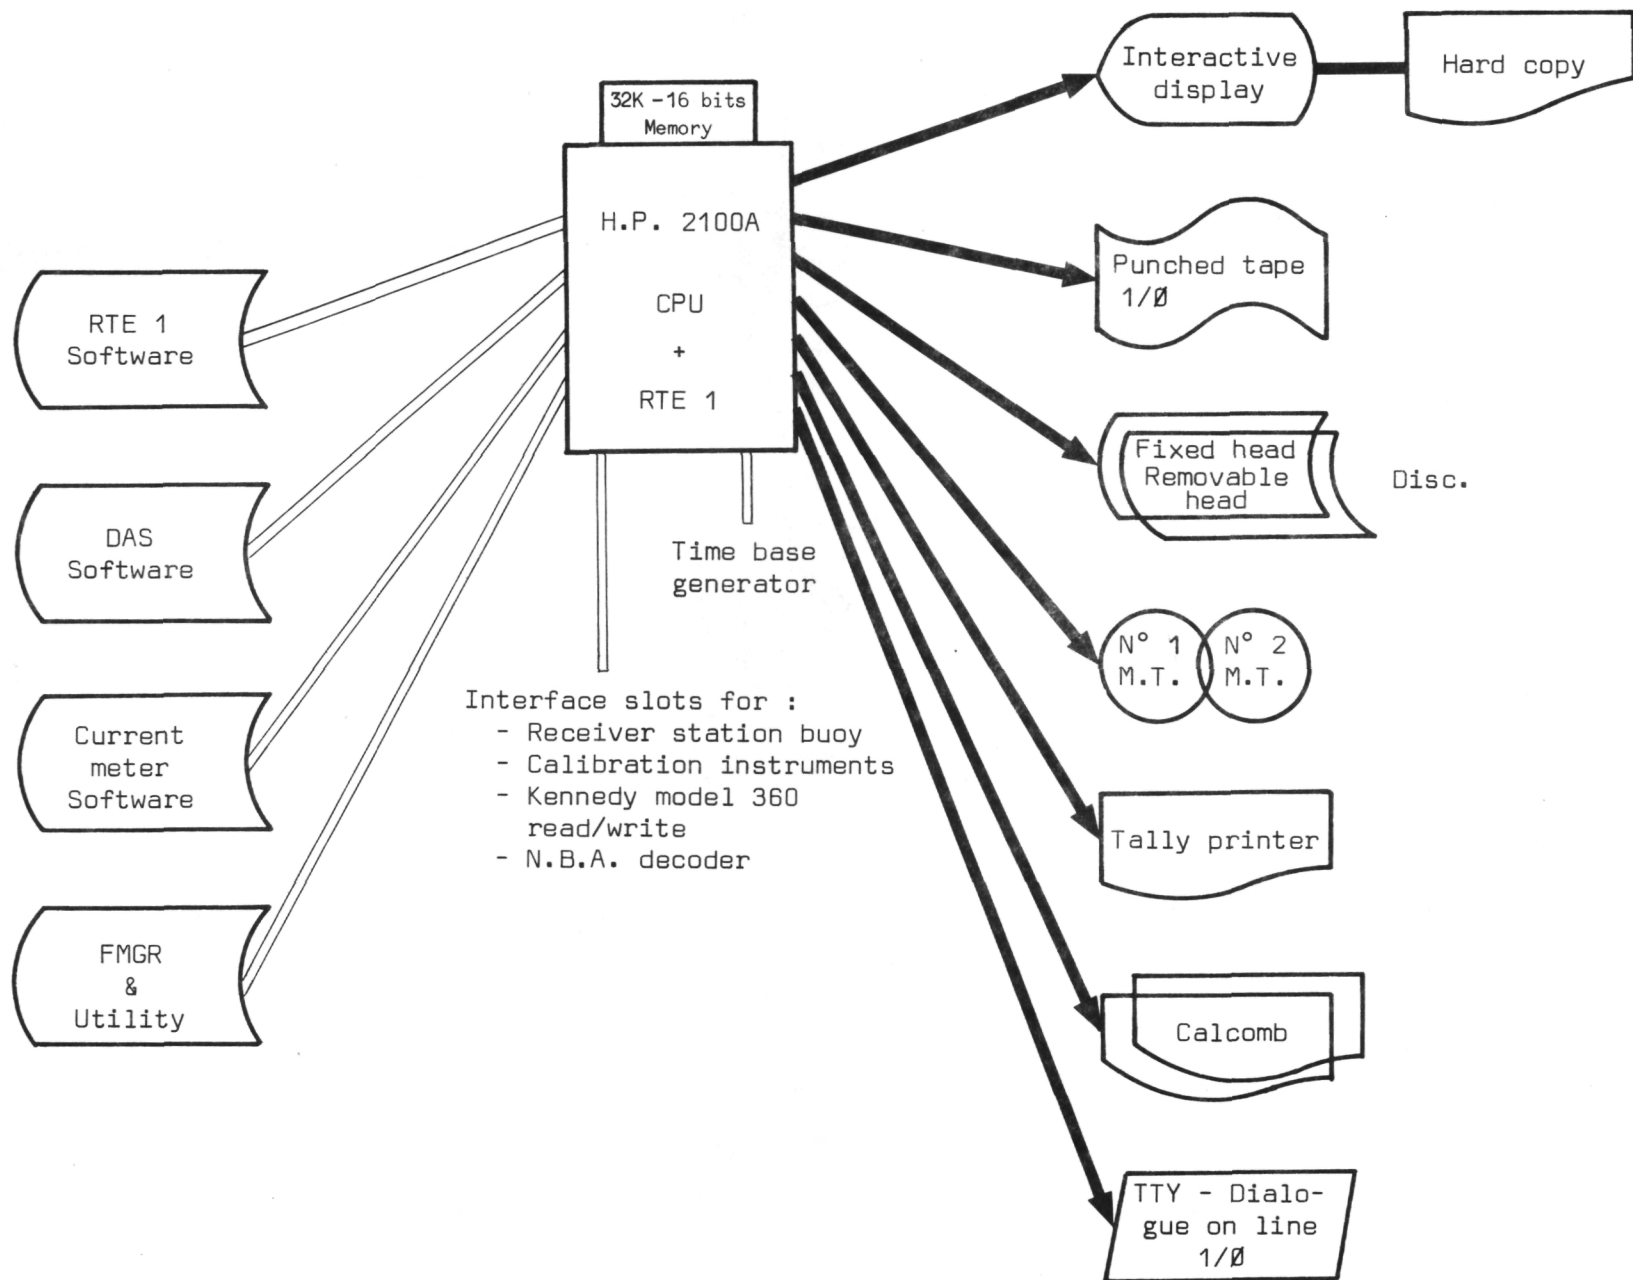 Interactive
display
Hard copy
32K -16 bits
Memory
H.P. 2100A
CPU
+
RTE 1
Punched tape
1/Ø
RTE 1
Software
Fixed head
Removable
head
Disc.
DAS
Software
Time base
generator
N° 1
M.T.
N° 2
M.T.
Interface slots for :
- Receiver station buoy
- Calibration instruments
- Kennedy model 360
read/write
- N.B.A. decoder
Current
meter
Software
Tally printer
FMGR
&
Utility
Calcomb
TTY - Dialo-
gue on line
1/Ø